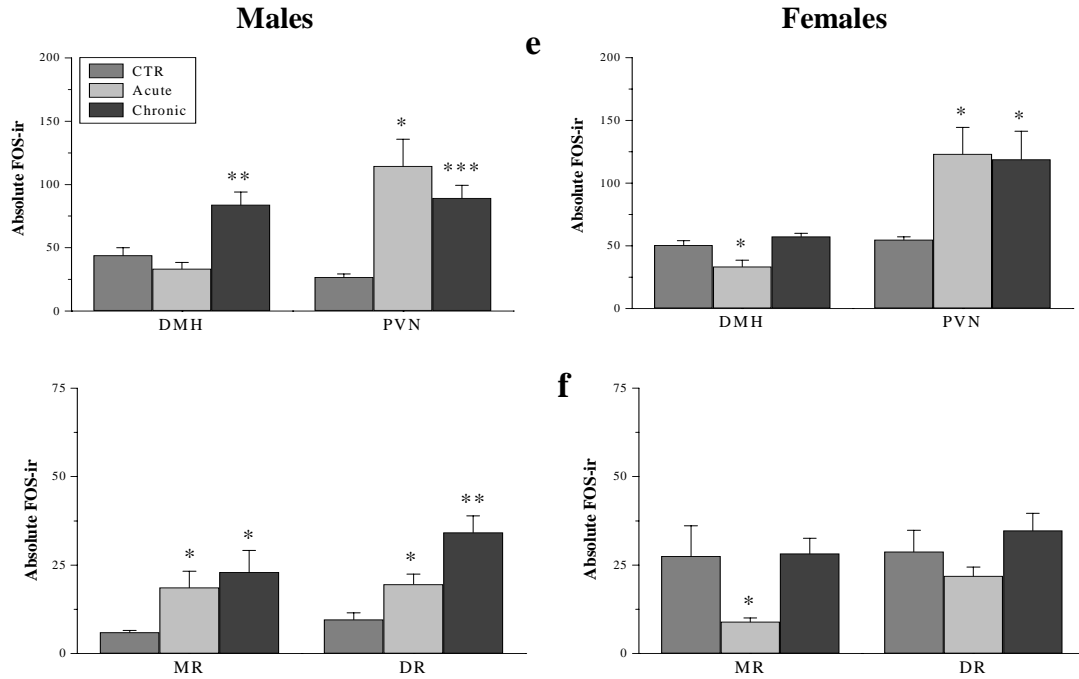 Males
Females
e
200
150
100
50
0
Absolute FOS-ir
CTR
Acute
Chronic
**
*
***
DMH
PVN
200
150
100
50
0
Absolute FOS-ir
*
*
*
DMH
PVN
f
75
50
25
0
Absolute FOS-ir
*
*
*
**
MR
DR
75
50
25
0
Absolute FOS-ir
*
MR
DR